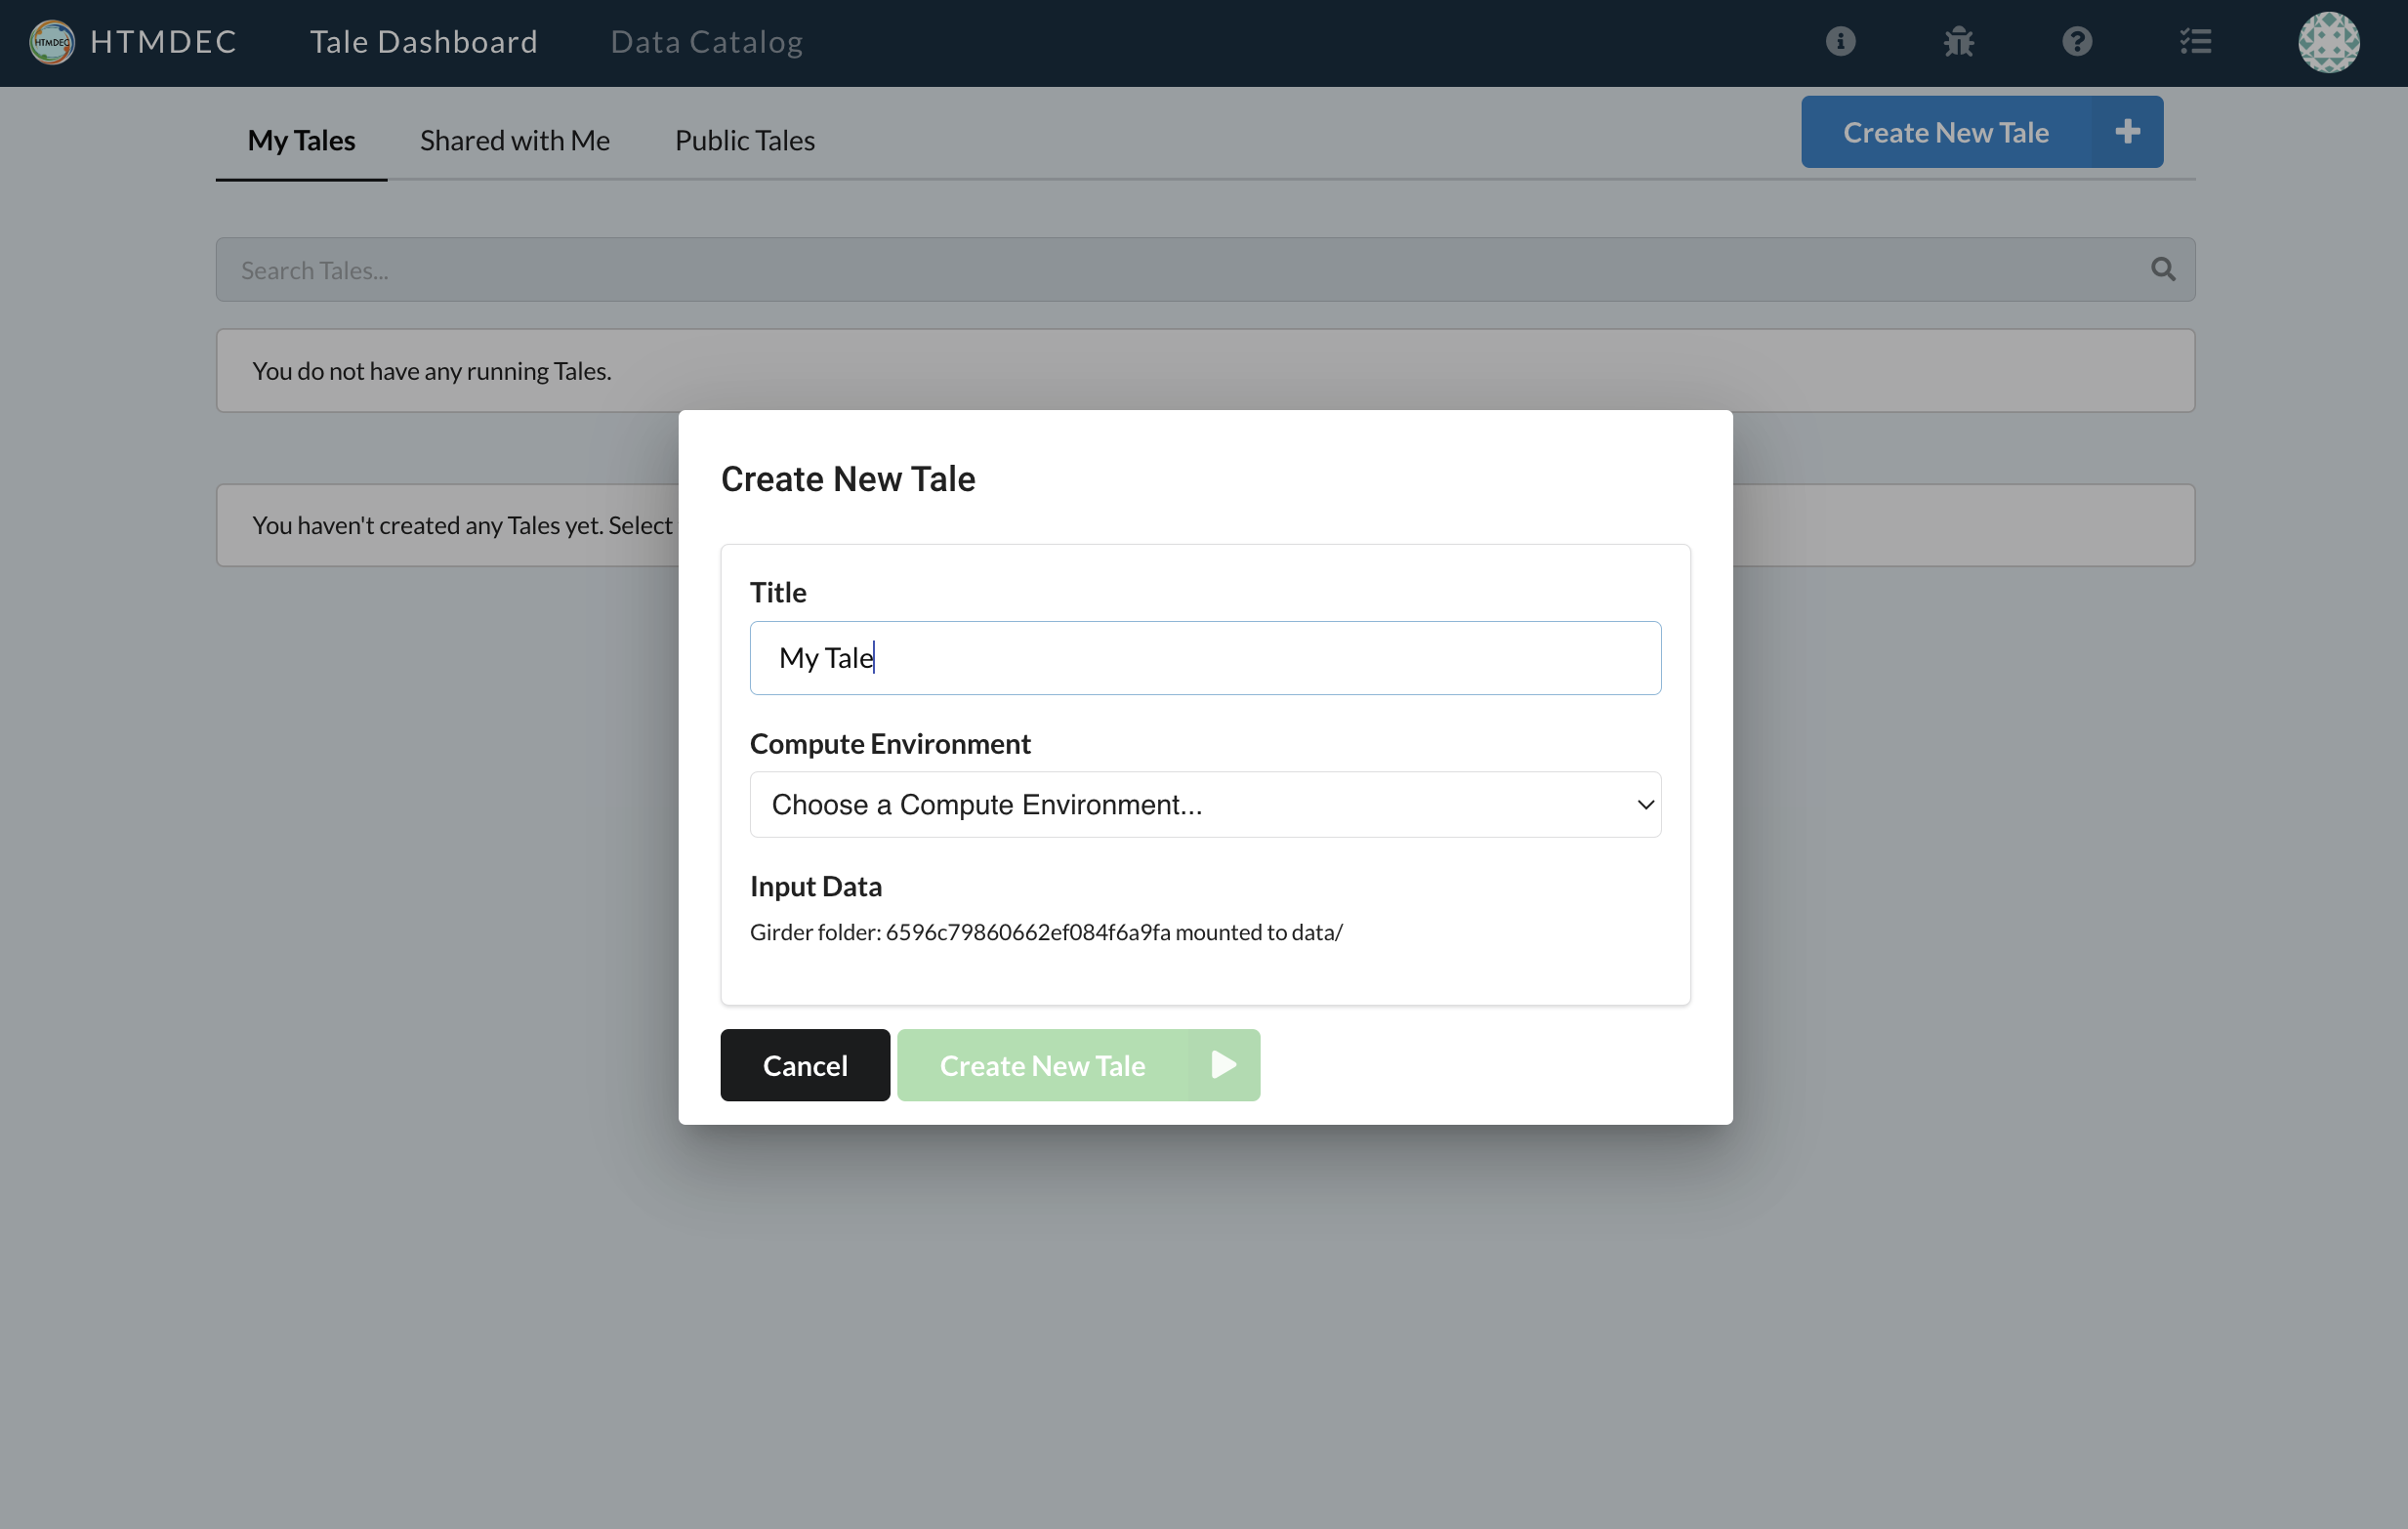 HTMDEC HTMDEC Tale Dashboard Data Catalog
My Tales Shared with Me Public Tales Create New Tale
Search Tales...
You do not have any running Tales.
You haven't created any Tales yet. Select
Create New Tale
Title
My Tale
Compute Environment
Choose a Compute Environment...
Input Data
Girder folder: 6596c79860662ef084f6a9fa mounted to data/
Cancel Create New Tale